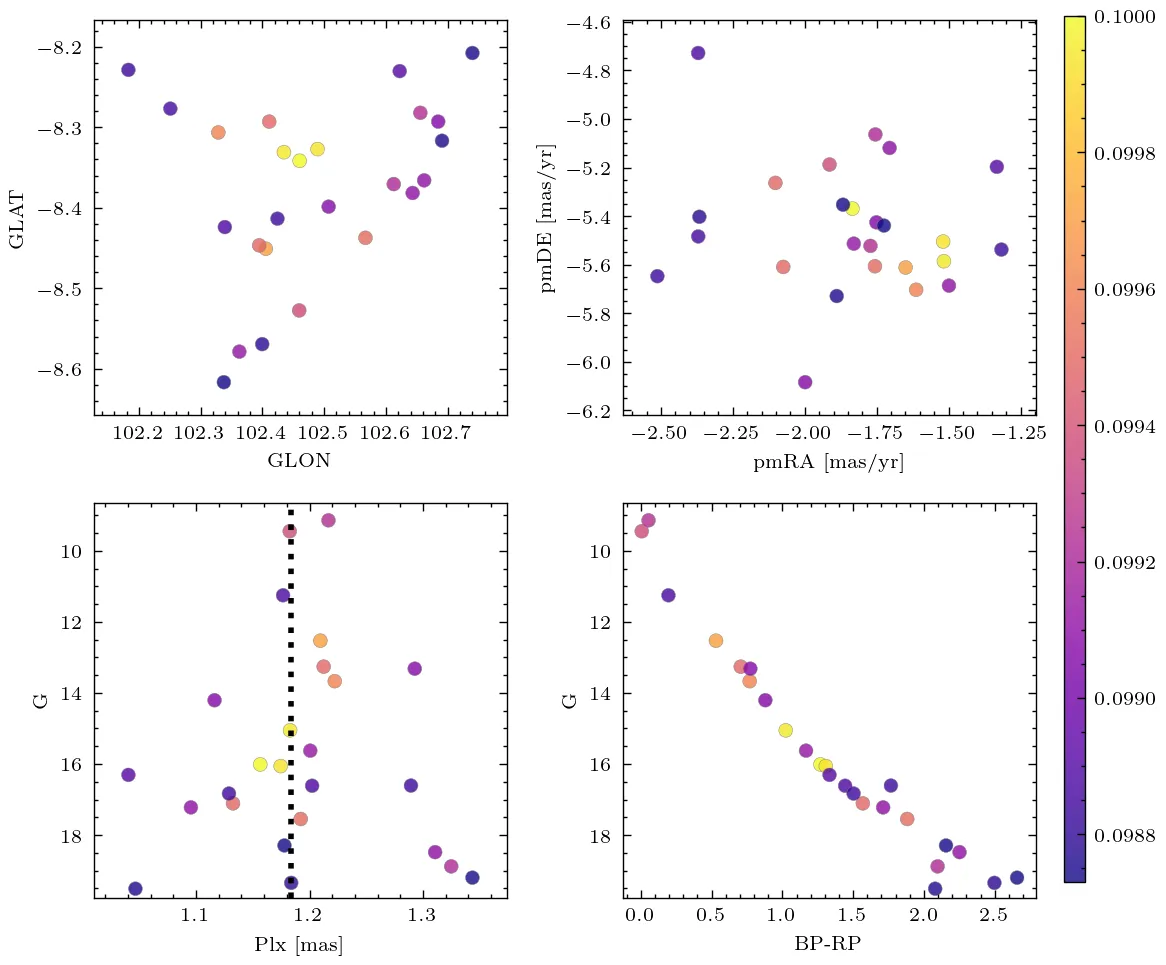 −8.2
−8.3
−8.4
−8.5
−8.6
GLAT
102.2 102.3 102.4 102.5 102.6 102.7
GLON
−4.6
−4.8
−5.0
−5.2
−5.4
−5.6
−5.8
−6.0
−6.2
pmDE [mas/yr]
−2.50 −2.25 −2.00 −1.75 −1.50 −1.25
pmRA [mas/yr]
10
12
14
16
18
G
1.1 1.2 1.3
Plx [mas]
10
12
14
16
18
G
0.0 0.5 1.0 1.5 2.0 2.5
BP-RP
0.1000
0.0998
0.0996
0.0994
0.0992
0.0990
0.0988